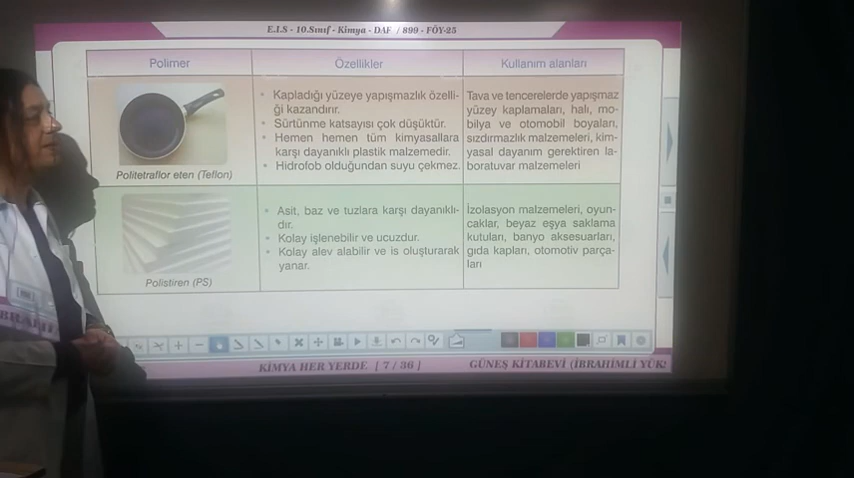 E.I.S - 10.Sınıf - Kimya - DAF / 899 - FÖY-25
Polimer
Özellikler
Kullanım alanları
Politetraflor eten (Teflon)
• Kapladığı yüzeye yapışmazlık özelli-
ği kazandırır.
• Sürtünme katsayısı çok düşüktür.
• Hemen hemen tüm kimyasallara
karşı dayanıklı plastik malzemedir.
• Hidrofob olduğundan suyu çekmez.
Tava ve tencerelerde yapışmaz
yüzey kaplamaları, halı, mo-
bilya ve otomobil boyaları,
sızdırmazlık malzemeleri, kim-
yasal dayanım gerektiren la-
boratuvar malzemeleri
Polistiren (PS)
• Asit, baz ve tuzlara karşı dayanıklı-
dır.
• Kolay işlenebilir ve ucuzdur.
• Kolay alev alabilir ve is oluşturarak
yanar.
İzolasyon malzemeleri, oyun-
caklar, beyaz eşya saklama
kutuları, banyo aksesuarları,
gıda kapları, otomotiv parça-
ları
KİMYA HER YERDE [ 7 / 36 ]
GÜNEŞ KİTABEVİ (İBRAHİMLİ YÜK